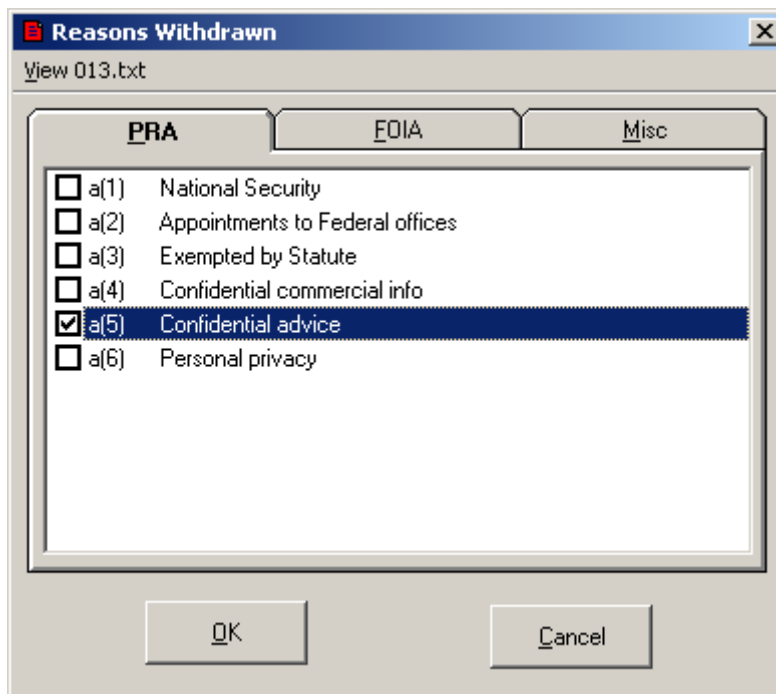 Reasons Withdrawn
View 013.txt
PRA FOIA Misc
a(1) National Security
a(2) Appointments to Federal offices
a(3) Exempted by Statute
a(4) Confidential commercial info
a(5) Confidential advice
a(6) Personal privacy
OK Cancel